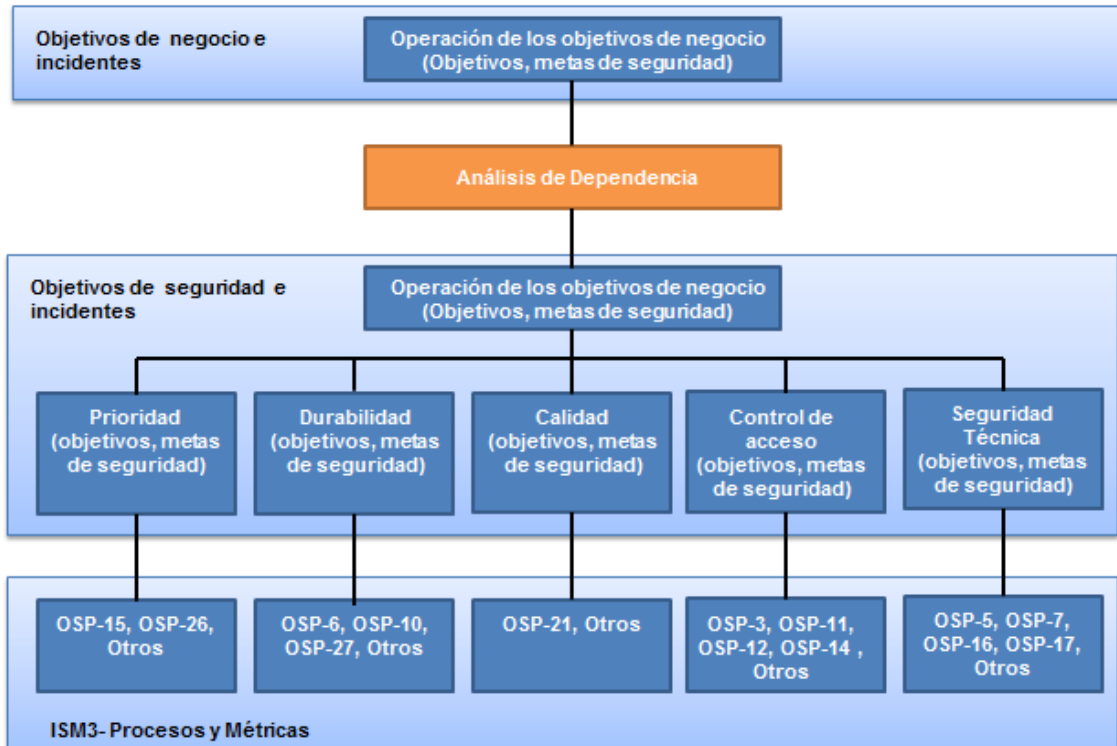 Objetivos de negocio e
incidentes
Operación de los objetivos de negocio
(Objetivos, metas de seguridad)
Análisis de Dependencia
Objetivos de seguridad e
incidentes
Operación de los objetivos de negocio
(Objetivos, metas de seguridad)
Prioridad
(objetivos, metas
de seguridad)
Durabilidad
(objetivos, metas
de seguridad)
Calidad
(objetivos, metas
de seguridad)
Control de
acceso
(objetivos, metas
de seguridad)
Seguridad
Técnica
(objetivos, metas
de seguridad)
OSP-15, OSP-26,
Otros
OSP-6, OSP-10,
OSP-27, Otros
OSP-21, Otros
OSP-3, OSP-11,
OSP-12, OSP-14 ,
Otros
OSP-5, OSP-7,
OSP-16, OSP-17,
Otros
ISM3- Procesos y Métricas